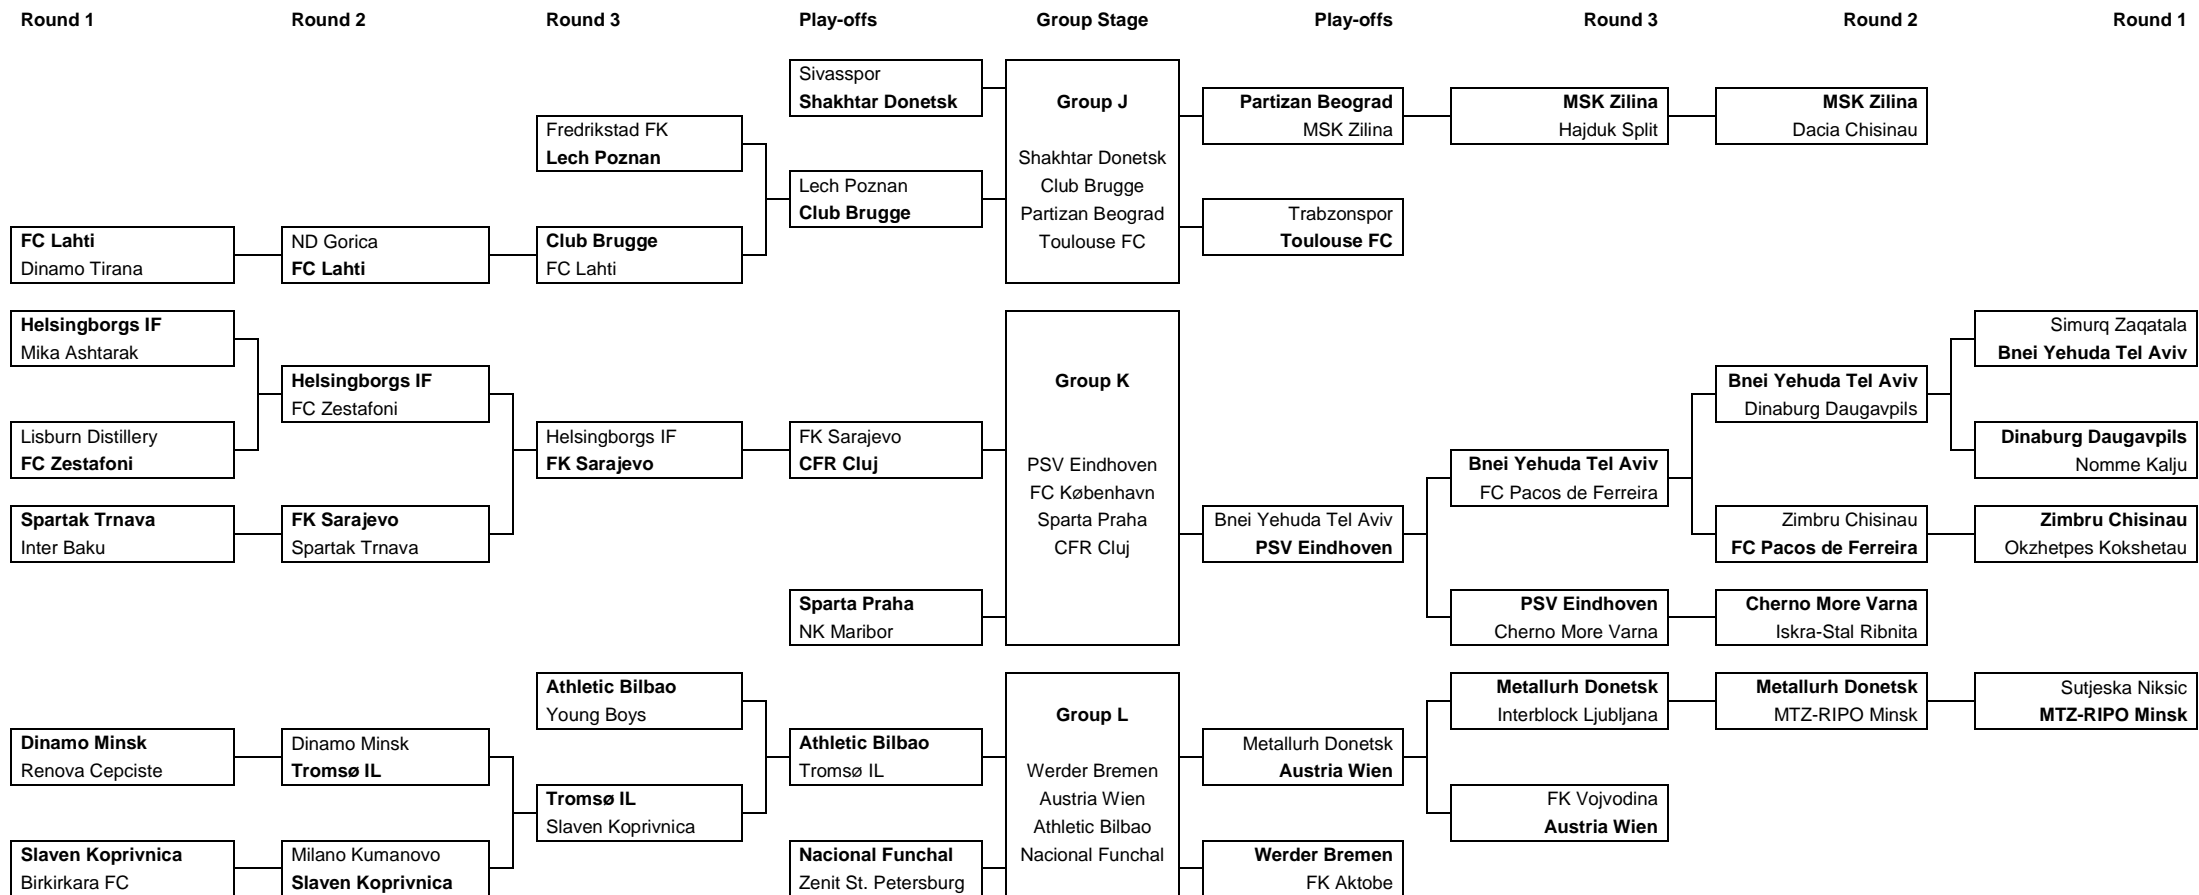 Round 1
Round 2
Round 3
Play-offs
Group Stage
Play-offs
Round 3
Round 2
Round 1
Sivasspor
Shakhtar Donetsk
Fredrikstad FK
Lech Poznan
Lech Poznan
Club Brugge
FC Lahti
Dinamo Tirana
ND Gorica
FC Lahti
Club Brugge
FC Lahti
Group J
Shakhtar Donetsk
Club Brugge
Partizan Beograd
Toulouse FC
Partizan Beograd
MSK Zilina
MSK Zilina
Hajduk Split
MSK Zilina
Dacia Chisinau
Trabzonspor
Toulouse FC
Helsingborgs IF
Mika Ashtarak
Helsingborgs IF
FC Zestafoni
Lisburn Distillery
FC Zestafoni
Helsingborgs IF
FK Sarajevo
FK Sarajevo
CFR Cluj
Spartak Trnava
Inter Baku
FK Sarajevo
Spartak Trnava
Sparta Praha
NK Maribor
Group K
PSV Eindhoven
FC København
Sparta Praha
CFR Cluj
Bnei Yehuda Tel Aviv
PSV Eindhoven
Bnei Yehuda Tel Aviv
FC Pacos de Ferreira
PSV Eindhoven
Cherno More Varna
Bnei Yehuda Tel Aviv
Dinaburg Daugavpils
Zimbru Chisinau
FC Pacos de Ferreira
Cherno More Varna
Iskra-Stal Ribnita
Simurq Zaqatala
Bnei Yehuda Tel Aviv
Dinaburg Daugavpils
Nomme Kalju
Zimbru Chisinau
Okzhetpes Kokshetau
Athletic Bilbao
Young Boys
Dinamo Minsk
Renova Cepciste
Dinamo Minsk
Tromsø IL
Athletic Bilbao
Tromsø IL
Tromsø IL
Slaven Koprivnica
Slaven Koprivnica
Birkirkara FC
Milano Kumanovo
Slaven Koprivnica
Nacional Funchal
Zenit St. Petersburg
Group L
Werder Bremen
Austria Wien
Athletic Bilbao
Nacional Funchal
Metallurh Donetsk
Austria Wien
Werder Bremen
FK Aktobe
Metallurh Donetsk
Interblock Ljubljana
FK Vojvodina
Austria Wien
Metallurh Donetsk
MTZ-RIPO Minsk
Sutjeska Niksic
MTZ-RIPO Minsk